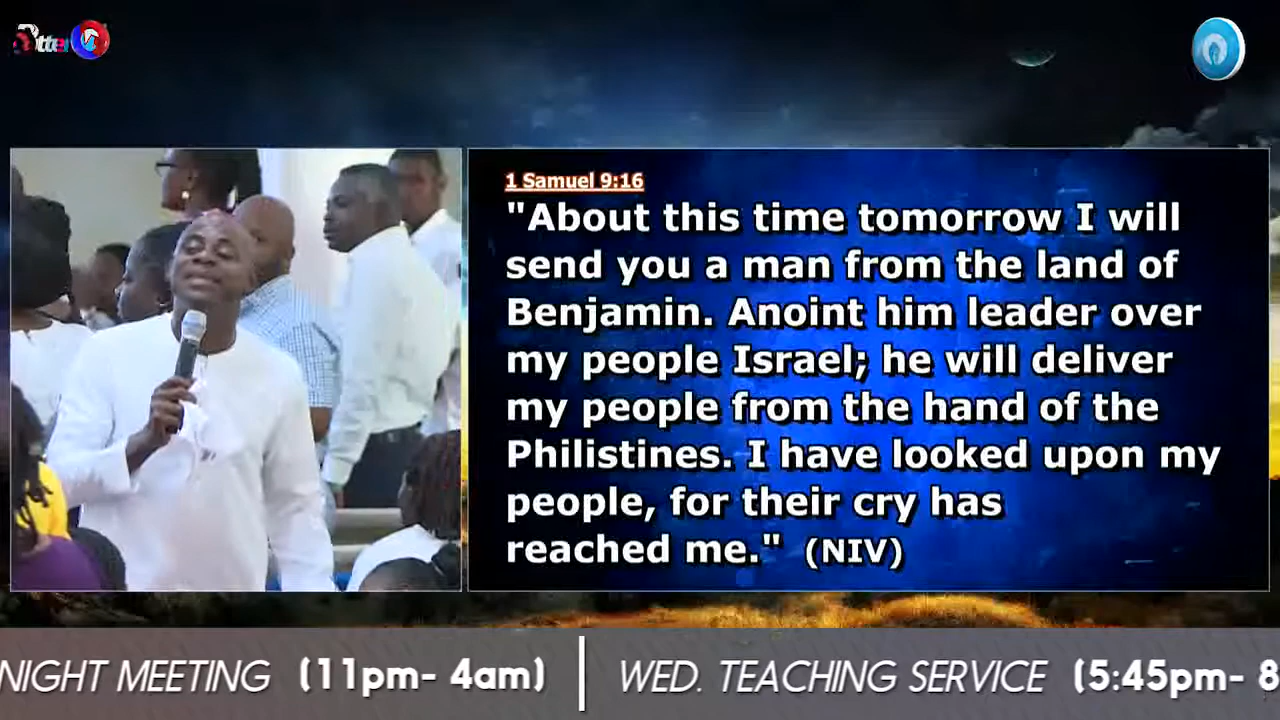 1 Samuel 9:16
"About this time tomorrow I will
send you a man from the land of
Benjamin. Anoint him leader over
my people Israel; he will deliver
my people from the hand of the
Philistines. I have looked upon my
people, for their cry has
reached me." (NIV)
NIGHT MEETING (11pm- 4am) | WED. TEACHING SERVICE (5:45pm- 8